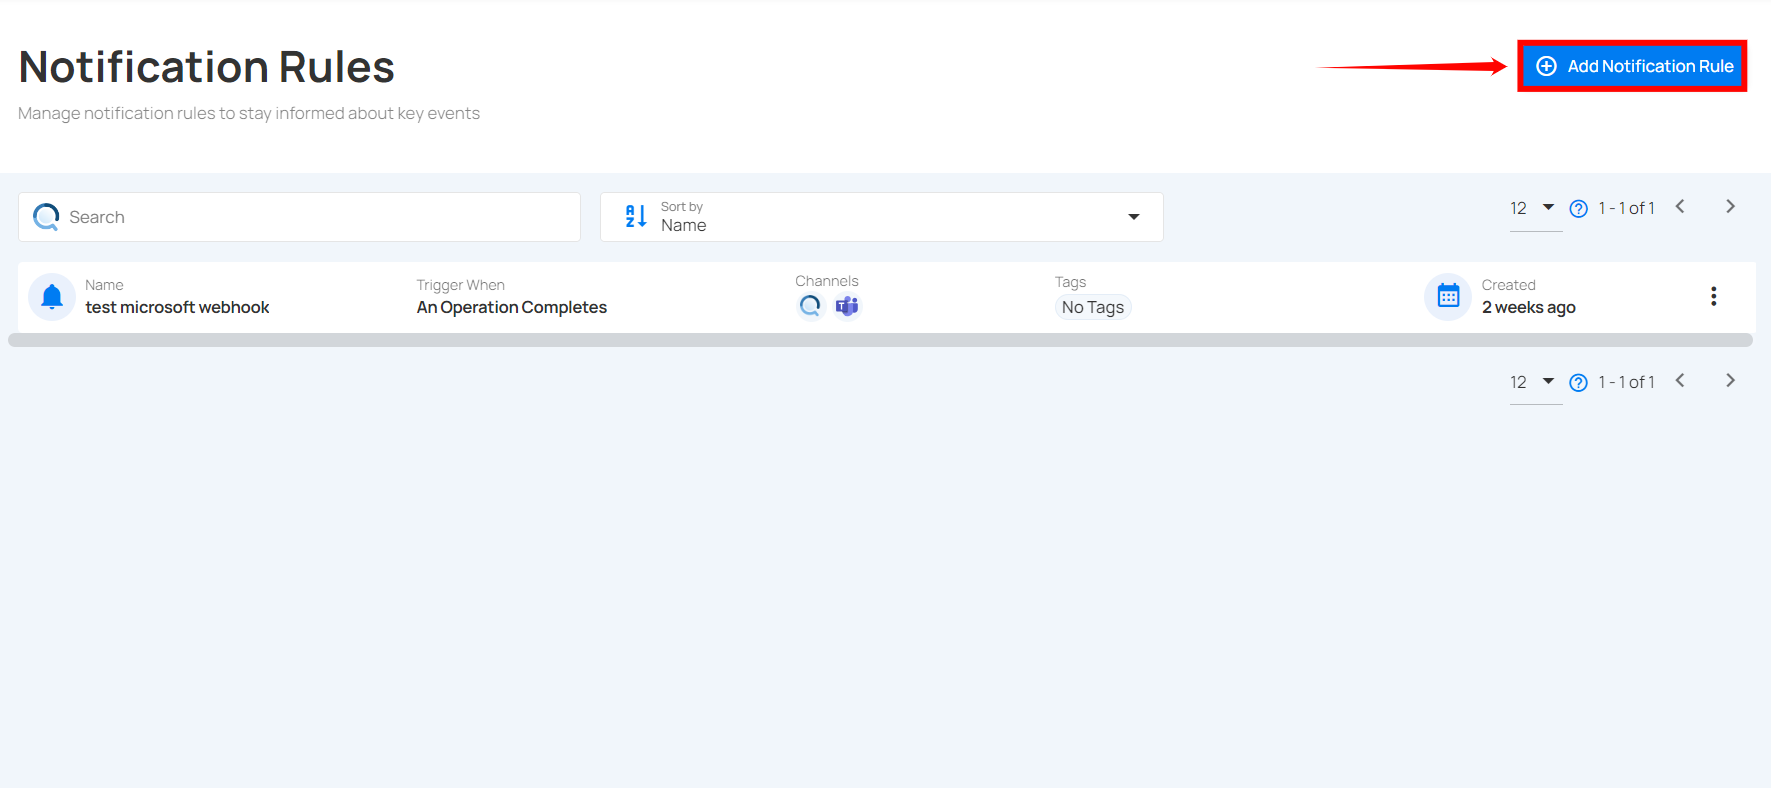 Notification Rules
Add Notification Rule
Manage notification rules to stay informed about key events
Search
Sort by
Name
12
1 - 1 of 1
Name
test microsoft webhook
Trigger When
An Operation Completes
Channels
Tags
No Tags
Created
2 weeks ago
12
1 - 1 of 1